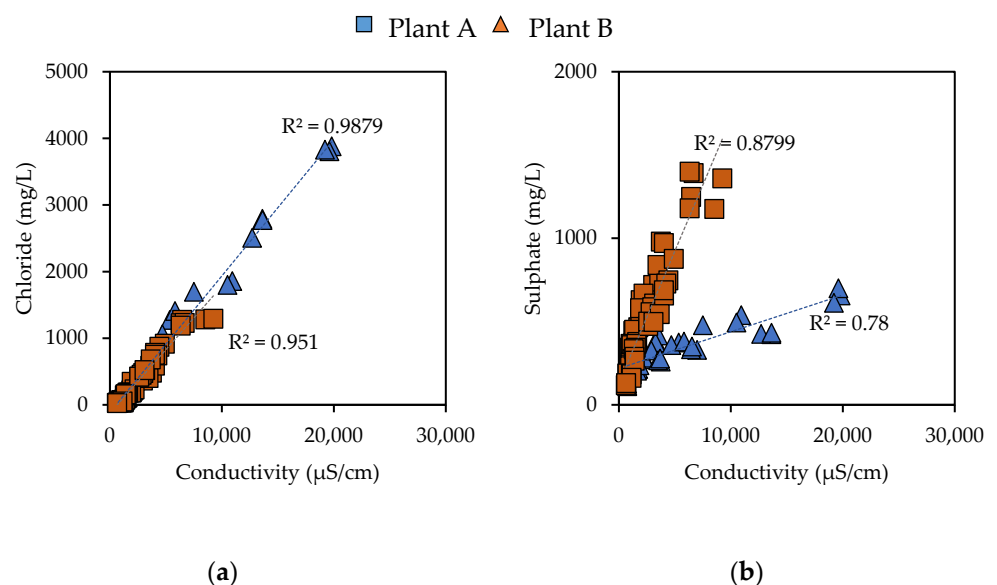 Plant A Plant B
5000
4000
3000
2000
1000
0
Chloride (mg/L)
R² = 0.9879
R² = 0.951
0 10,000 20,000 30,000
Conductivity (µS/cm)
(a)
2000
1000
0
Sulphate (mg/L)
R² = 0.8799
R² = 0.78
0 10,000 20,000 30,000
Conductivity (µS/cm)
(b)